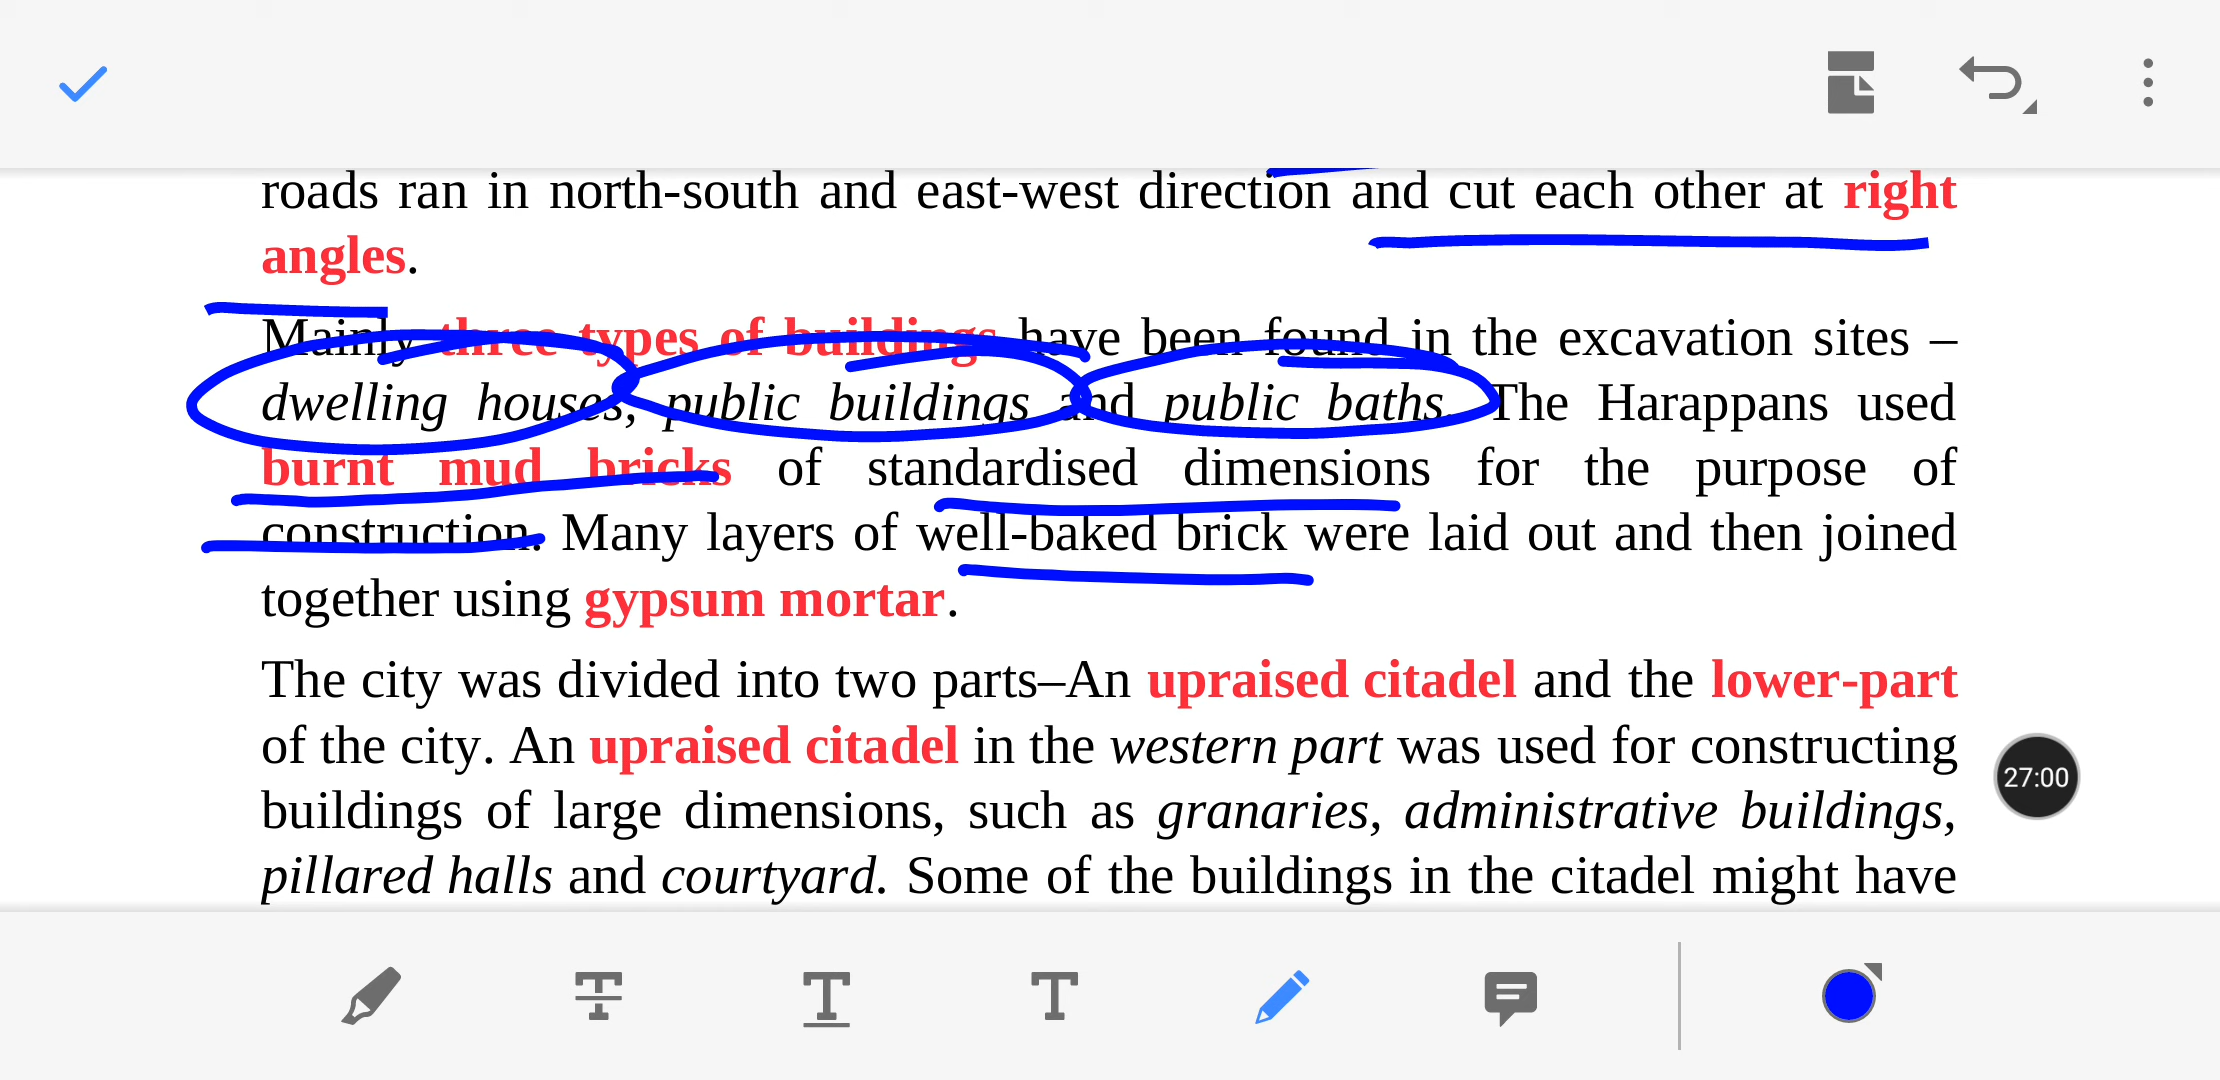 roads ran in north-south and east-west direction and cut each other at right
angles.
Mainly three types of buildings have been found in the excavation sites –
dwelling houses, public buildings and public baths. The Harappans used
burnt mud bricks of standardised dimensions for the purpose of
construction. Many layers of well-baked brick were laid out and then joined
together using gypsum mortar.
The city was divided into two parts–An upraised citadel and the lower-part
of the city. An upraised citadel in the western part was used for constructing
buildings of large dimensions, such as granaries, administrative buildings,
pillared halls and courtyard. Some of the buildings in the citadel might have
27:00